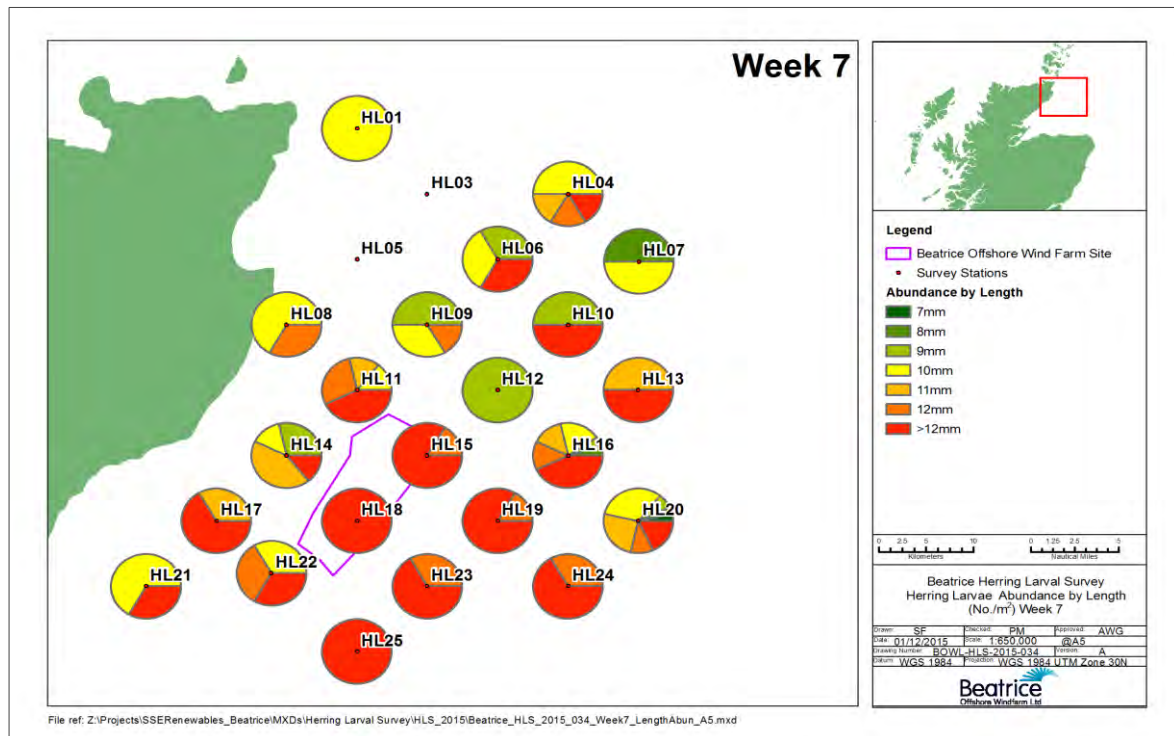 Week 7
HL01
HL03
HL04
HL05
HL06
HL07
HL08
HL09
HL10
HL11
HL12
HL13
HL14
HL15
HL16
HL17
HL18
HL19
HL20
HL21
HL22
HL23
HL24
HL25
Legend
Beatrice Offshore Wind Farm Site
Survey Stations
Abundance by Length
7mm
8mm
9mm
10mm
11mm
12mm
>12mm
0 2.5 5 10 0 1.25 2.5 5
Kilometers Nautical Miles
Beatrice Herring Larval Survey
Herring Larvae Abundance by Length
(No./m²) Week 7
Drawn: SF Checked: PM Approved: AWG
Date: 01/12/2015 Scale: 1:650,000 @A5
Drawing Number: BOWL-HLS-2015-034 Version: A
Datum: WGS 1984 Projection: WGS 1984 UTM Zone 30N
Beatrice
Offshore Windfarm Ltd
File ref: Z:\Projects\SSERenewables_Beatrice\MXDs\Herring Larval Survey\HLS_2015\Beatrice_HLS_2015_034_Week7_LengthAbun_A5.mxd